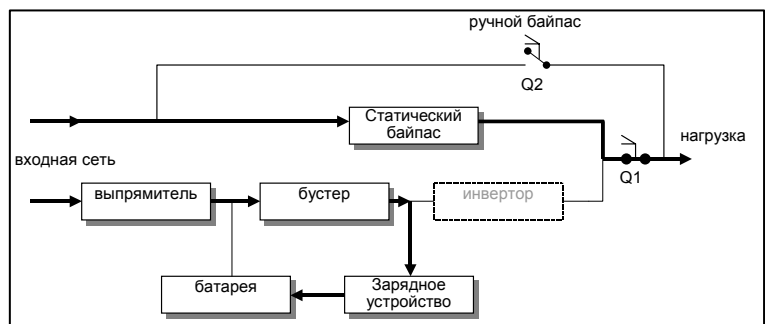 ручной байпас
Q2
Статический
байпас
нагрузка
Q1
входная сеть
выпрямитель
бустер
инвертор
батарея
Зарядное
устройство